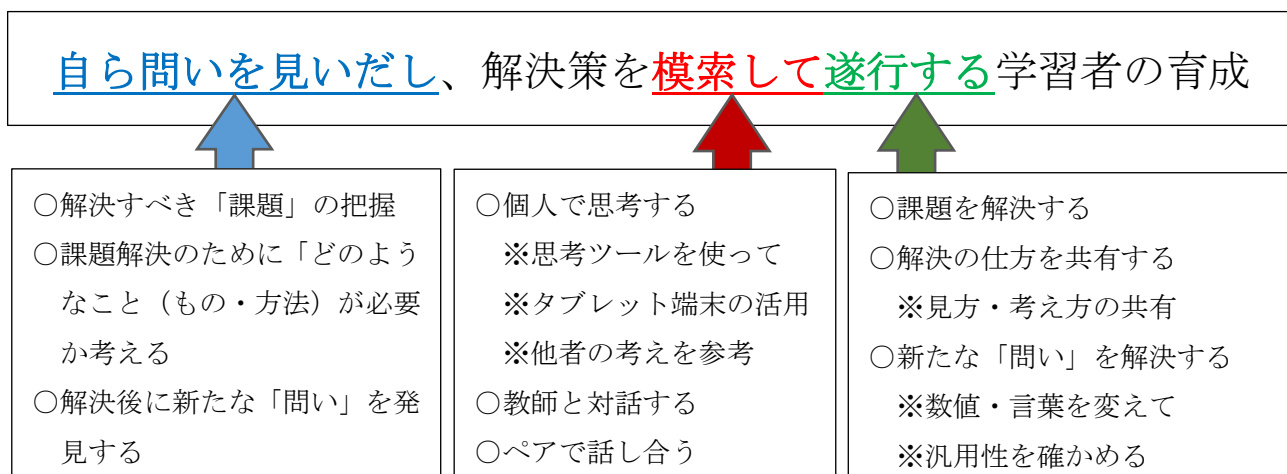 自ら問いを見いだし、解決策を模索して遂行する学習者の育成
○解決すべき「課題」の把握
○課題解決のために「どのよう
なこと（もの・方法）が必要
か考える
○解決後に新たな「問い」を発
見する
○個人で思考する
※思考ツールを使って
※タブレット端末の活用
※他者の考えを参考
○教師と対話する
○ペアで話し合う
○課題を解決する
○解決の仕方を共有する
※見方・考え方の共有
○新たな「問い」を解決する
※数値・言葉を変えて
※汎用性を確かめる